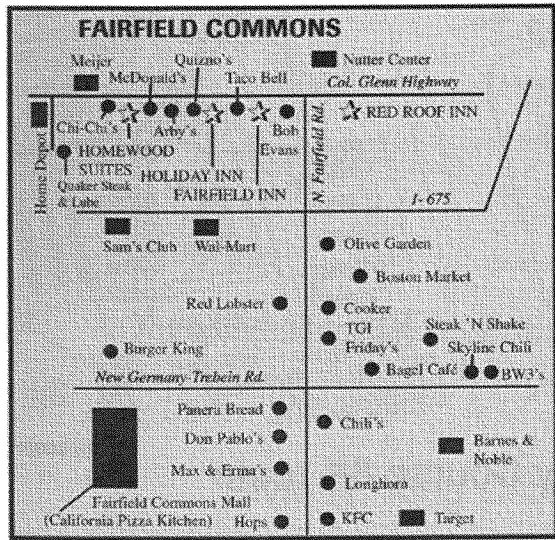 FAIRFIELD COMMONS
Meijer
Quizno's
Nutter Center
McDonald's
Taco Bell
Col. Glenn Highway
Home Depot
Chi-Chi's
Arby's
Bob
Evans
N. Fairfield Rd.
RED ROOF INN
HOMEWOOD
SUITES
HOLIDAY INN
FAIRFIELD INN
Quaker Steak
& Lube
I-675
Sam's Club
Wal-Mart
Olive Garden
Boston Market
Red Lobster
Cooker
TGI
Friday's
Steak 'N Shake
Skyline Chili
Burger King
Bagel Café
BW3's
New Germany-Trebein Rd.
Panera Bread
Chili's
Don Pablo's
Barnes &
Noble
Max & Erma's
Longhorn
Fairfield Commons Mall
(California Pizza Kitchen)
Hops
KFC
Target